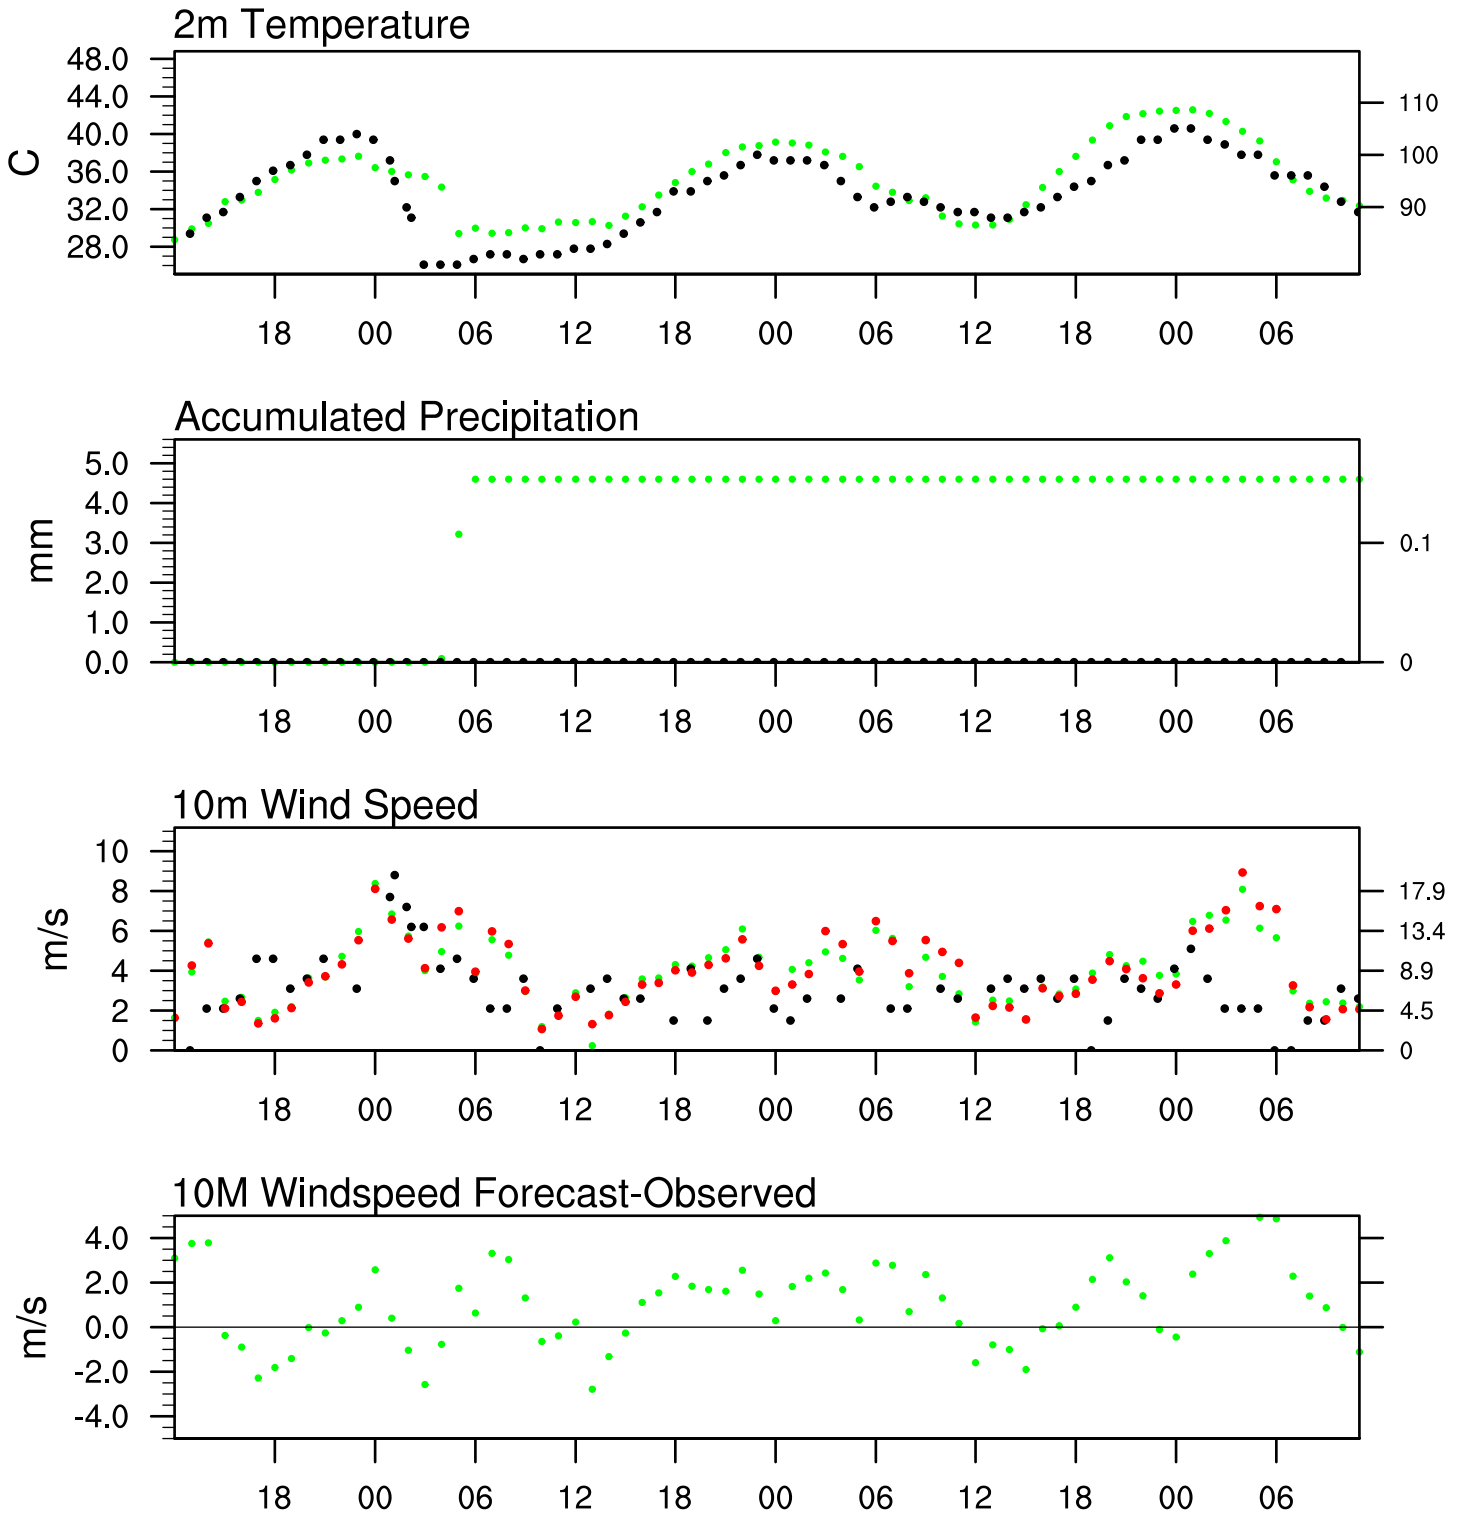 2m Temperature
48.0
44.0
40.0
36.0
32.0
28.0
C
110
100
90
18 00 06 12 18 00 06 12 18 00 06
Accumulated Precipitation
5.0
4.0
3.0
2.0
1.0
0.0
mm
0.1
0
18 00 06 12 18 00 06 12 18 00 06
10m Wind Speed
10
8
6
4
2
0
m/s
17.9
13.4
8.9
4.5
0
18 00 06 12 18 00 06 12 18 00 06
10M Windspeed Forecast-Observed
4.0
2.0
0.0
-2.0
-4.0
m/s
18 00 06 12 18 00 06 12 18 00 06